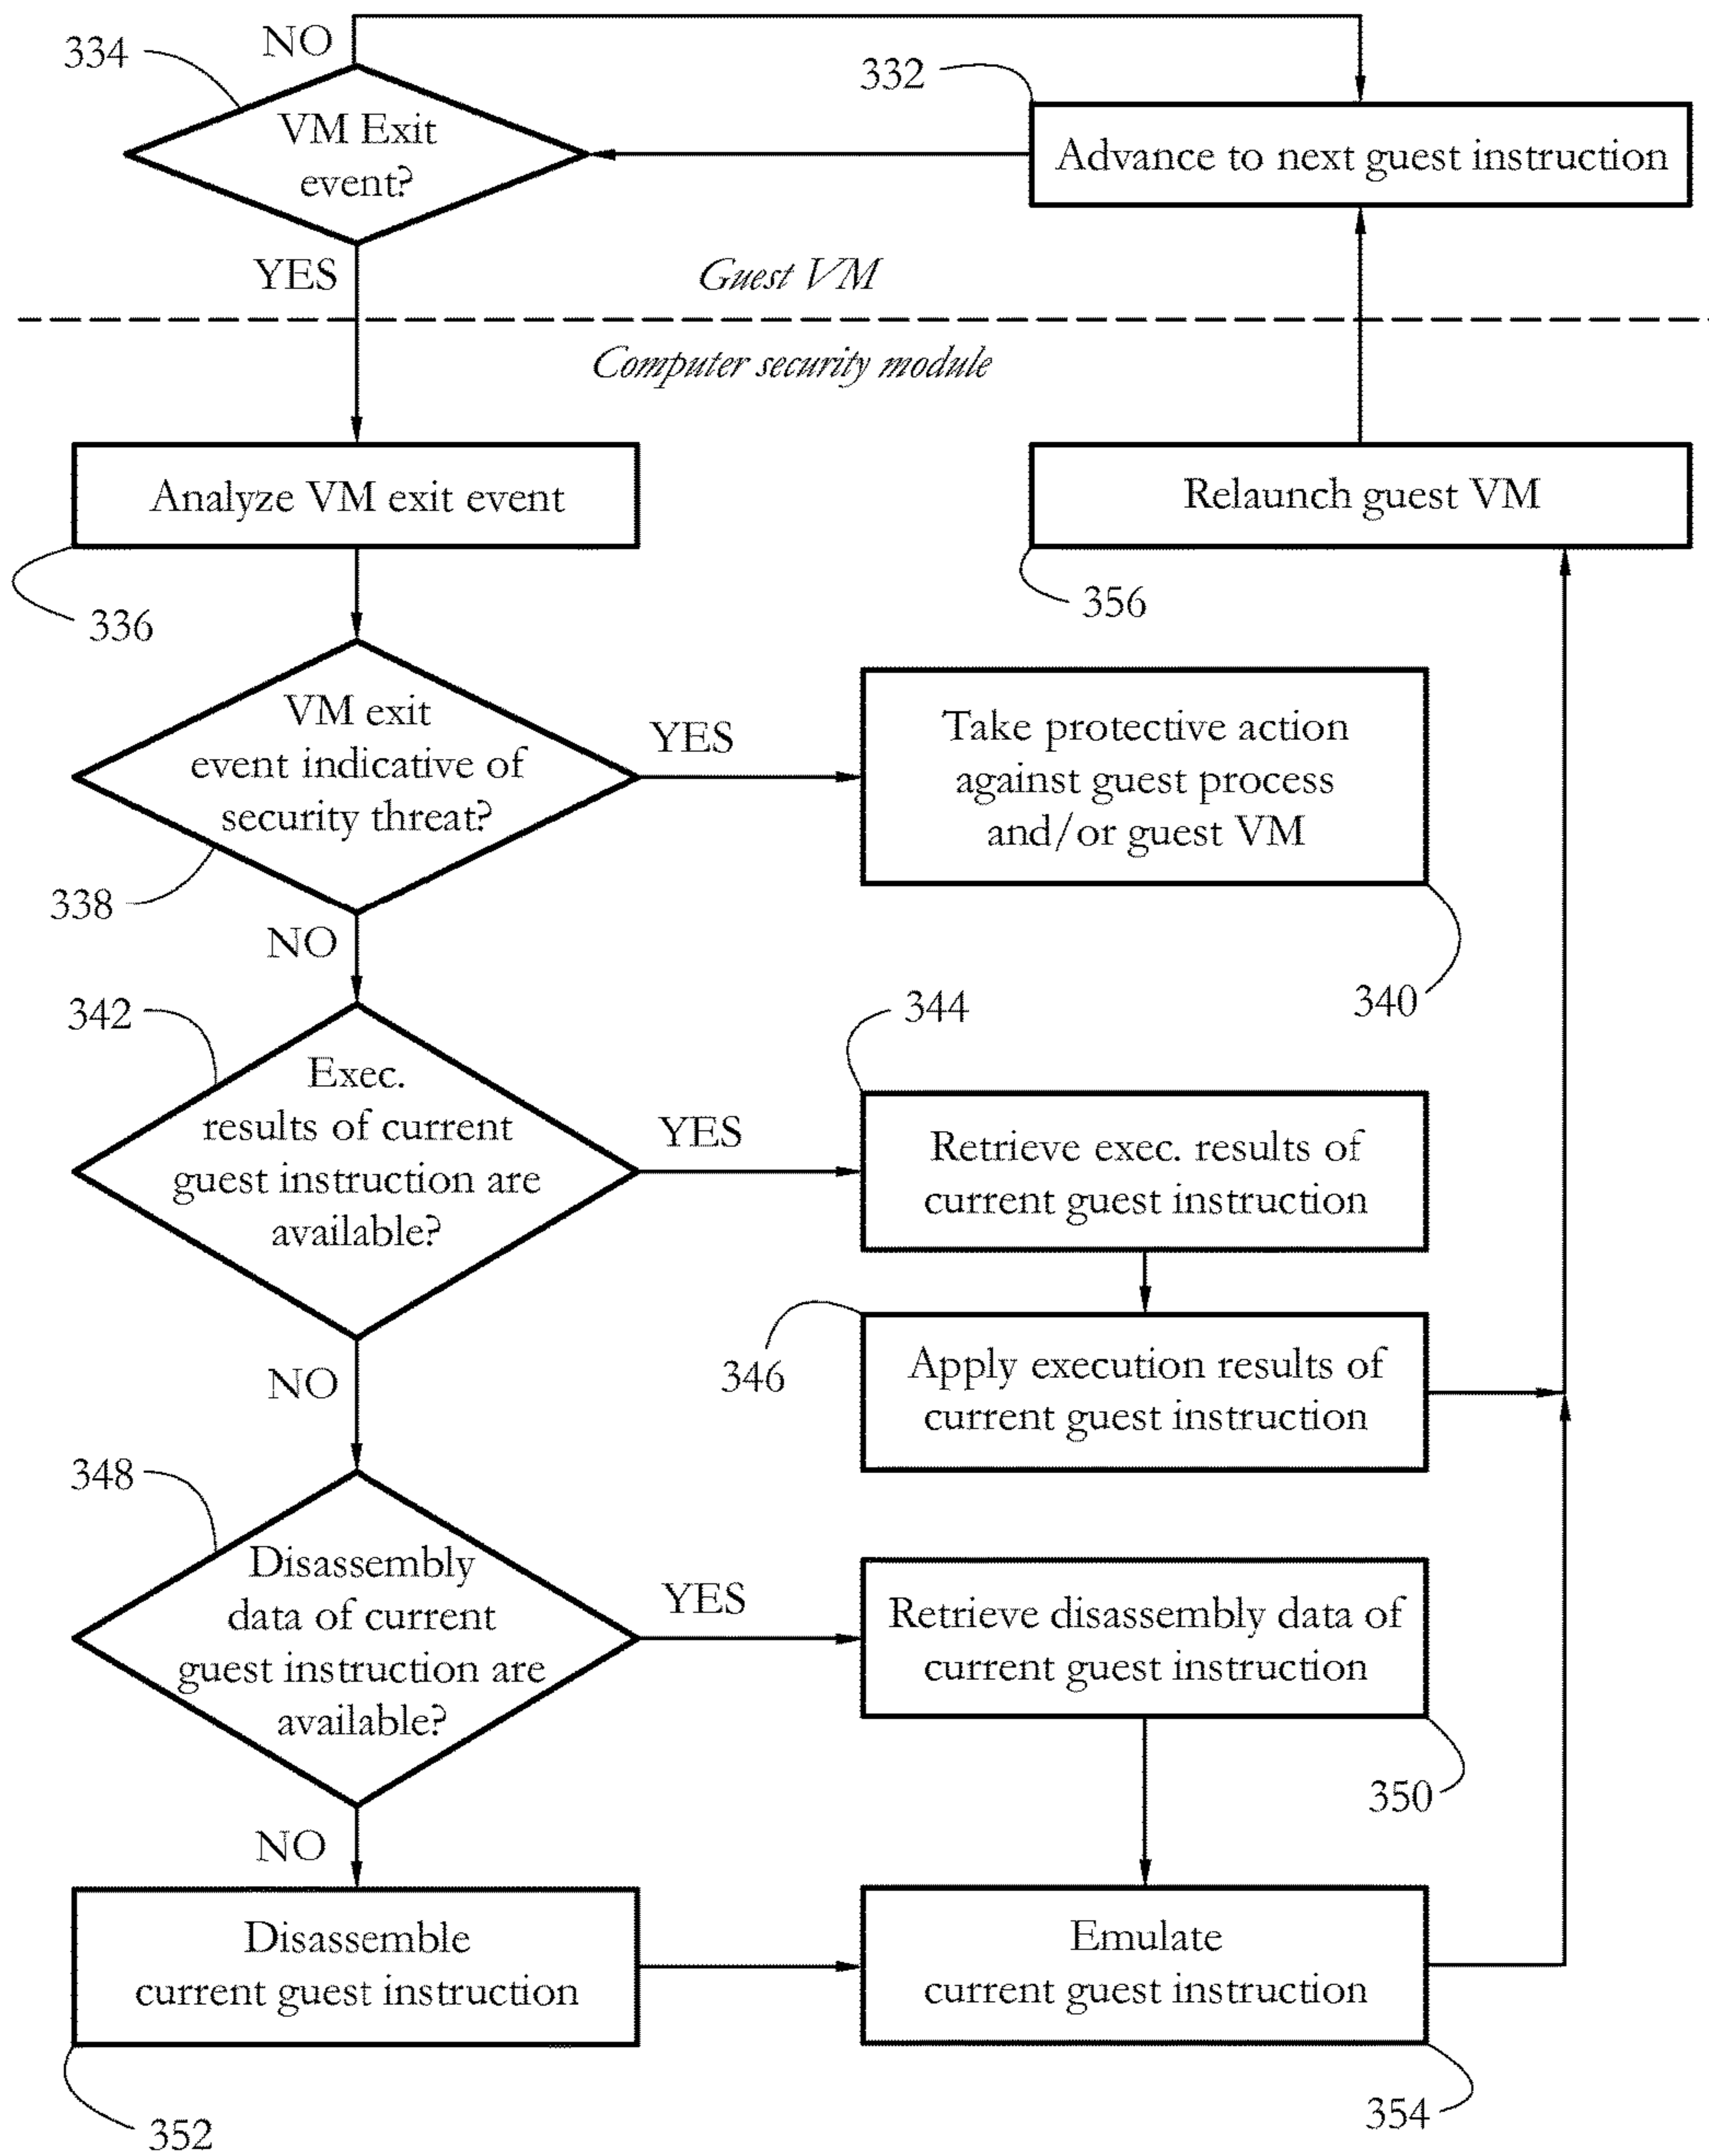 NO
334
332
VM Exit
event?
Advance to next guest instruction
YES
Guest VM
Computer security module
Analyze VM exit event
Relaunch guest VM
336
356
VM exit
event indicative of
security threat?
YES
Take protective action
against guest process
and/or guest VM
338
NO
340
342
344
Exec.
results of current
guest instruction are
available?
YES
Retrieve exec. results of
current guest instruction
346
Apply execution results of
current guest instruction
NO
348
Disassembly
data of current
guest instruction are
available?
YES
Retrieve disassembly data of
current guest instruction
350
NO
Disassemble
current guest instruction
Emulate
current guest instruction
352
354